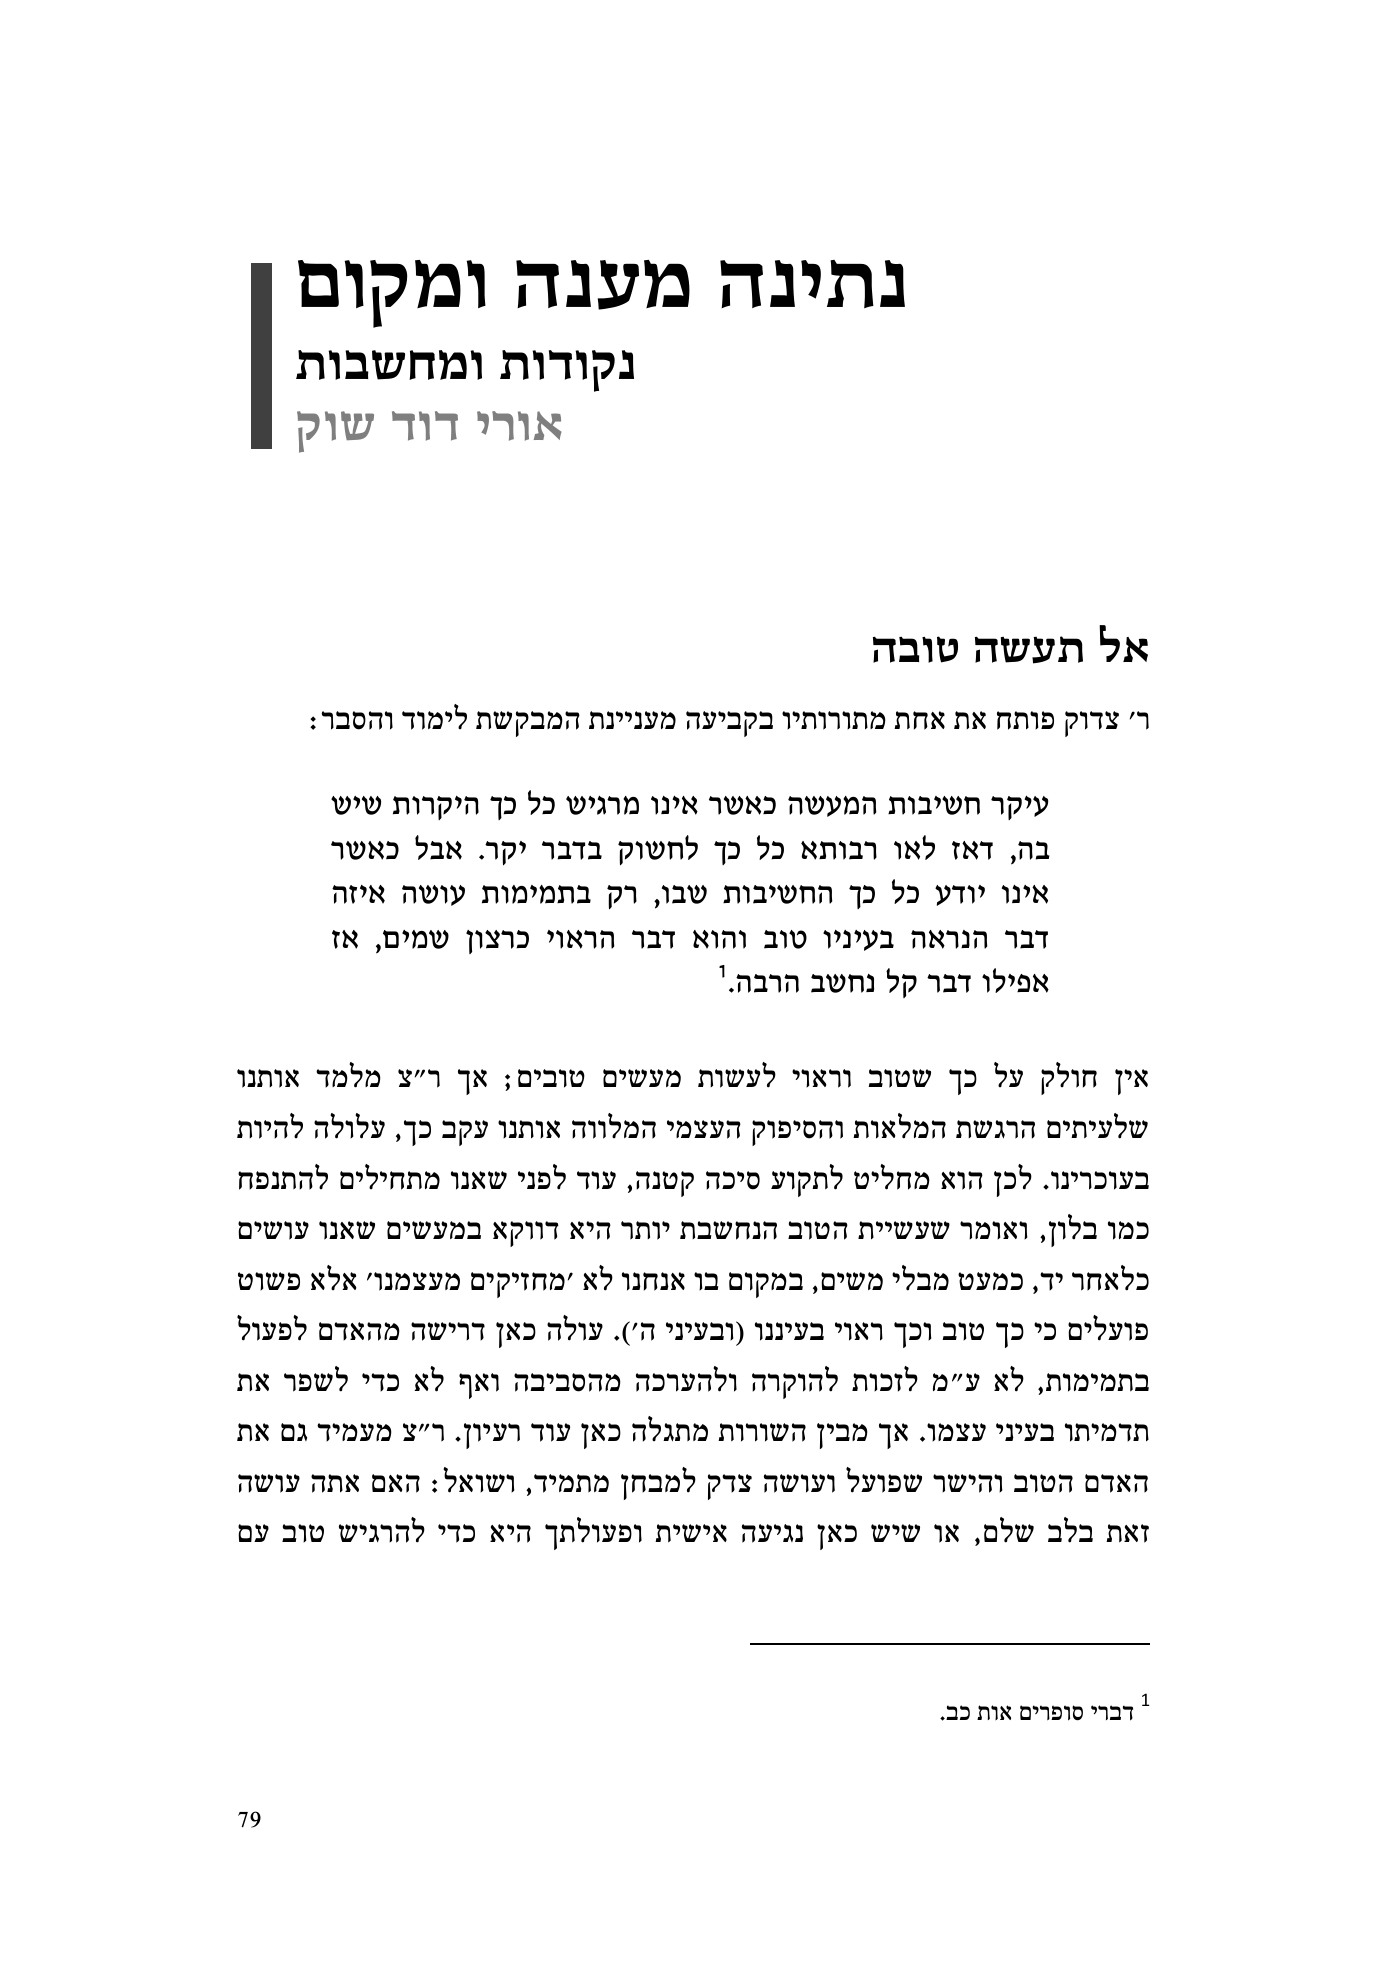 נתינה מענה ומקום
נקודות ומחשבות
אורי דוד שוק
אל תעשה טובה
ר׳ צדוק פותח את אחת מתורותיו בקביעה מעניינת המבקשת לימוד והסבר:
עיקר חשיבות המעשה כאשר אינו מרגיש כל כך היקרות שיש
בה, דאז לאו רבותא כל כך לחשוק בדבר יקר. אבל כאשר
אינו יודע כל כך החשיבות שבו, רק בתמימות עושה איזה
דבר הנראה בעיניו טוב והוא דבר הראוי כרצון שמים, אז
אפילו דבר קל נחשב הרבה.1
אין חולק על כך שטוב וראוי לעשות מעשים טובים; אך ר״צ מלמד אותנו
שלעיתים הרגשת המלאות והסיפוק העצמי המלווה אותנו עקב כך, עלולה להיות
בעוכרינו. לכן הוא מחליט לתקוע סיכה קטנה, עוד לפני שאנו מתחילים להתנפח
כמו בלון, ואומר שעשיית הטוב הנחשבת יותר היא דווקא במעשים שאנו עושים
כלאחר יד, כמעט מבלי משים, במקום בו אנחנו לא ׳מחזיקים מעצמנו׳ אלא פשוט
פועלים כי כך טוב וכך ראוי בעיננו (ובעיני ה׳). עולה כאן דרישה מהאדם לפעול
בתמימות, לא ע״מ לזכות להוקרה ולהערכה מהסביבה ואף לא כדי לשפר את
תדמיתו בעיני עצמו. אך מבין השורות מתגלה כאן עוד רעיון. ר״צ מעמיד גם את
האדם הטוב והישר שפועל ועושה צדק למבחן מתמיד, ושואל: האם אתה עושה
זאת בלב שלם, או שיש כאן נגיעה אישית ופעולתך היא כדי להרגיש טוב עם
1 דברי סופרים אות כב.
79